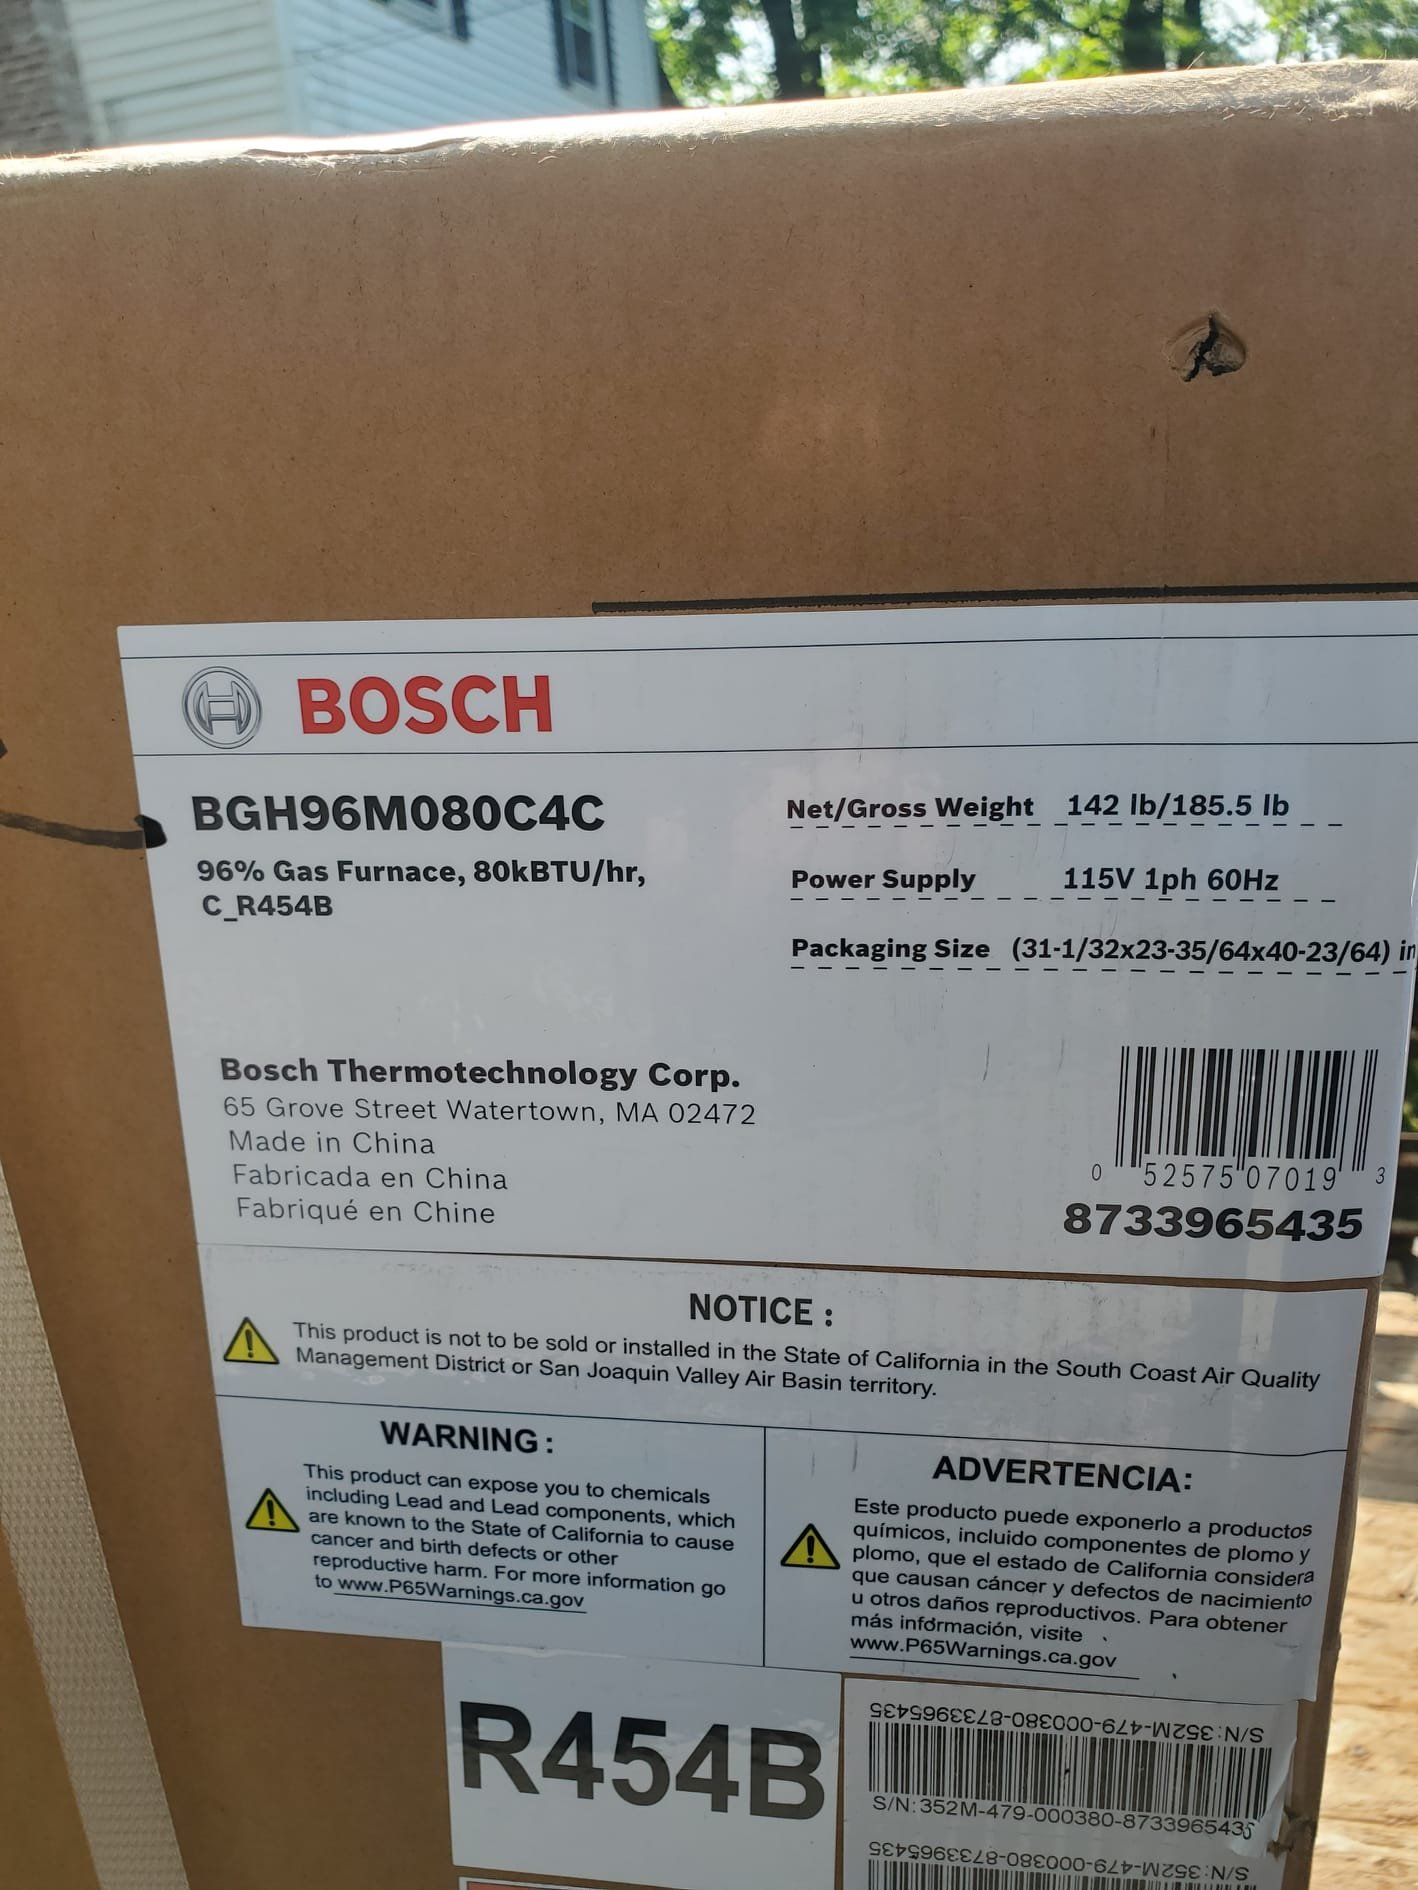 BOSCH
BGH96M080C4C
96% Gas Furnace, 80kBTU/hr,
C_R454B
Net/Gross Weight 142 lb/185.5 lb
Power Supply 115V 1ph 60Hz
Packaging Size (31-1/32x23-35/64x40-23/64) in
Bosch Thermotechnology Corp.
65 Grove Street Watertown, MA 02472
Made in China
Fabricada en China
Fabriqué en Chine
0 52575 07019 3
8733965435
NOTICE :
This product is not to be sold or installed in the State of California in the South Coast Air Quality
Management District or San Joaquin Valley Air Basin territory.
WARNING :
This product can expose you to chemicals
including Lead and Lead components, which
are known to the State of California to cause
cancer and birth defects or other
reproductive harm. For more information go
to www.P65Warnings.ca.gov
ADVERTENCIA:
Este producto puede exponerlo a productos
químicos, incluido componentes de plomo y
plomo, que el estado de California considera
que causan cáncer y defectos de nacimiento
u otros daños reproductivos. Para obtener
más información, visite
www.P65Warnings.ca.gov
R454B
S/N: 352M-479-000380-8733965435
S/N: 352M-479-000380-8733965435
S/N: 352M-479-000380-8733965435